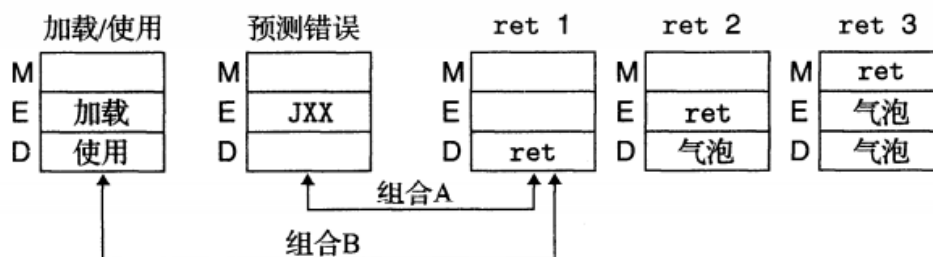 加载/使用 预测错误 ret 1 ret 2 ret 3
M M M M M ret
E 加载 E JXX E E ret E 气泡
D 使用 D D ret D 气泡 D 气泡
组合A
组合B